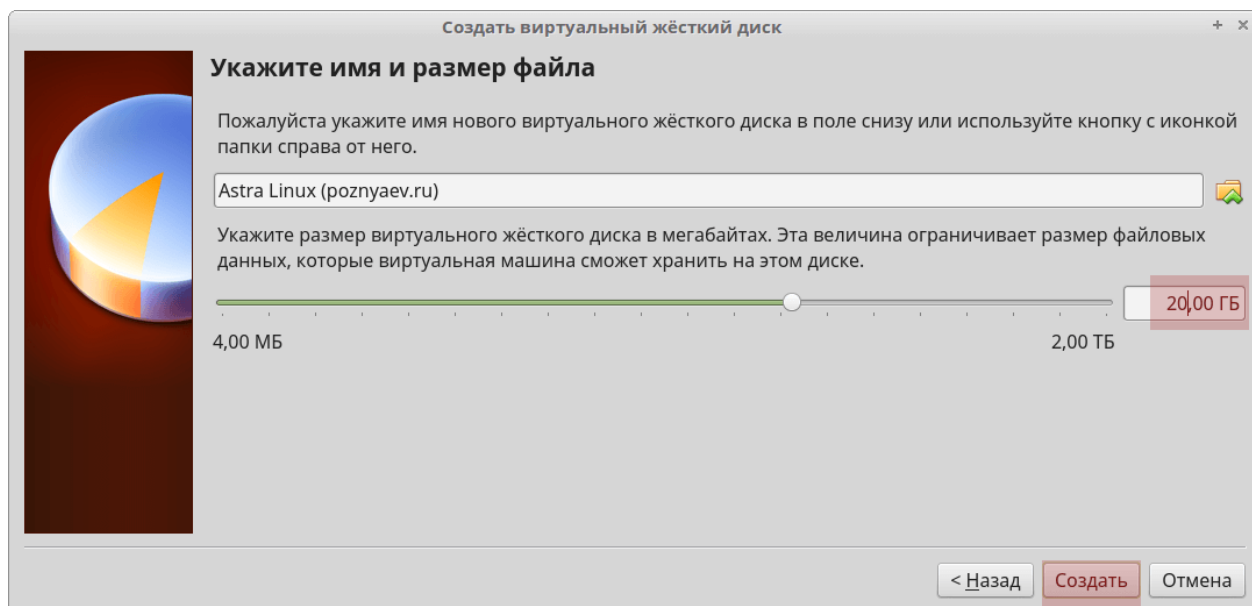 Создать виртуальный жёсткий диск
Укажите имя и размер файла
Пожалуйста укажите имя нового виртуального жёсткого диска в поле снизу или используйте кнопку с иконкой
папки справа от него.
Astra Linux (poznyaev.ru)
Укажите размер виртуального жёсткого диска в мегабайтах. Эта величина ограничивает размер файловых
данных, которые виртуальная машина сможет хранить на этом диске.
20,00 ГБ
4,00 МБ 2,00 ТБ
< Назад Создать Отмена